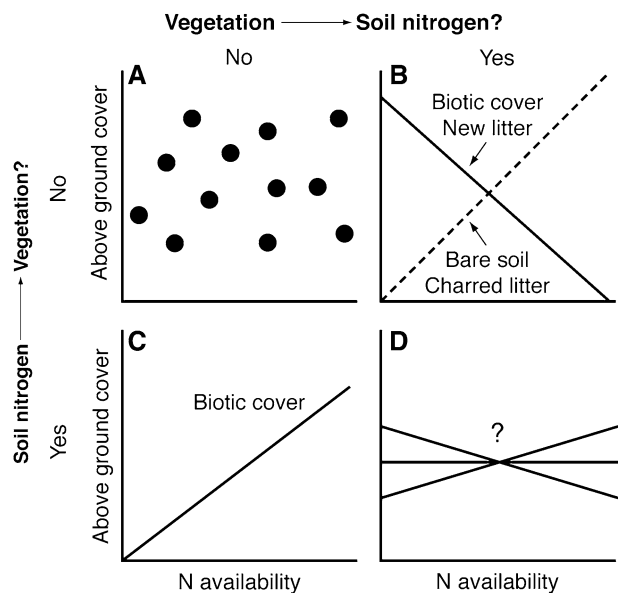 Vegetation → Soil nitrogen?
No
Yes
A
B
Above ground cover
Biotic cover
New litter
Bare soil
Charred litter
No
Soil nitrogen → Vegetation?
Yes
C
D
Above ground cover
Biotic cover
?
N availability
N availability